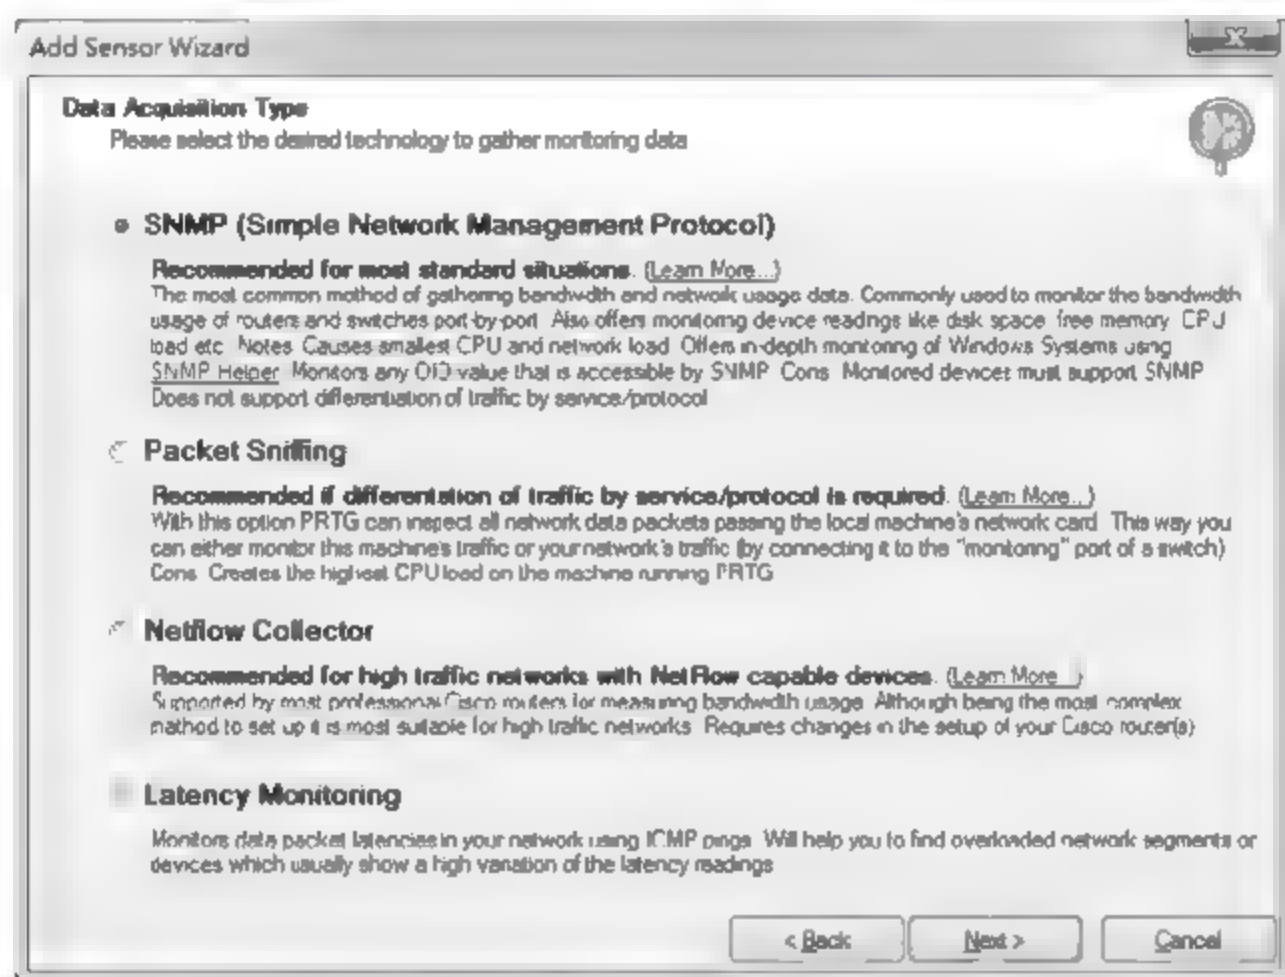 Add Sensor Wizard
Data Acquisition Type
Please select the desired technology to gather monitoring data
SNMP (Simple Network Management Protocol)
Recommended for most standard situations. (Learn More...)
The most common method of gathering bandwidth and network usage data. Commonly used to monitor the bandwidth
usage of routers and switches port-by-port. Also offers monitoring device readings like disk space, free memory, CPU
load etc. Notes: Causes smallest CPU and network load. Offers in-depth monitoring of Windows Systems using
SNMP Helper. Monitors any OID value that is accessible by SNMP. Cons: Monitored devices must support SNMP.
Does not support differentiation of traffic by service/protocol.
Packet Sniffing
Recommended if differentation of traffic by service/protocol is required. (Learn More...)
With this option PRTG can inspect all network data packets passing the local machine's network card. This way you
can either monitor this machine's traffic or your network's traffic (by connecting it to the "monitoring" port of a switch)
Cons: Creates the highest CPU load on the machine running PRTG
Netflow Collector
Recommended for high traffic networks with NetFlow capable devices. (Learn More...)
Supported by most professional Cisco routers for measuring bandwidth usage. Although being the most complex
method to set up it is most suitable for high traffic networks. Requires changes in the setup of your Cisco router(s)
Latency Monitoring
Monitors data packet latencies in your network using ICMP pings. Will help you to find overloaded network segments or
devices which usually show a high variation of the latency readings
< Back
Next >
Cancel